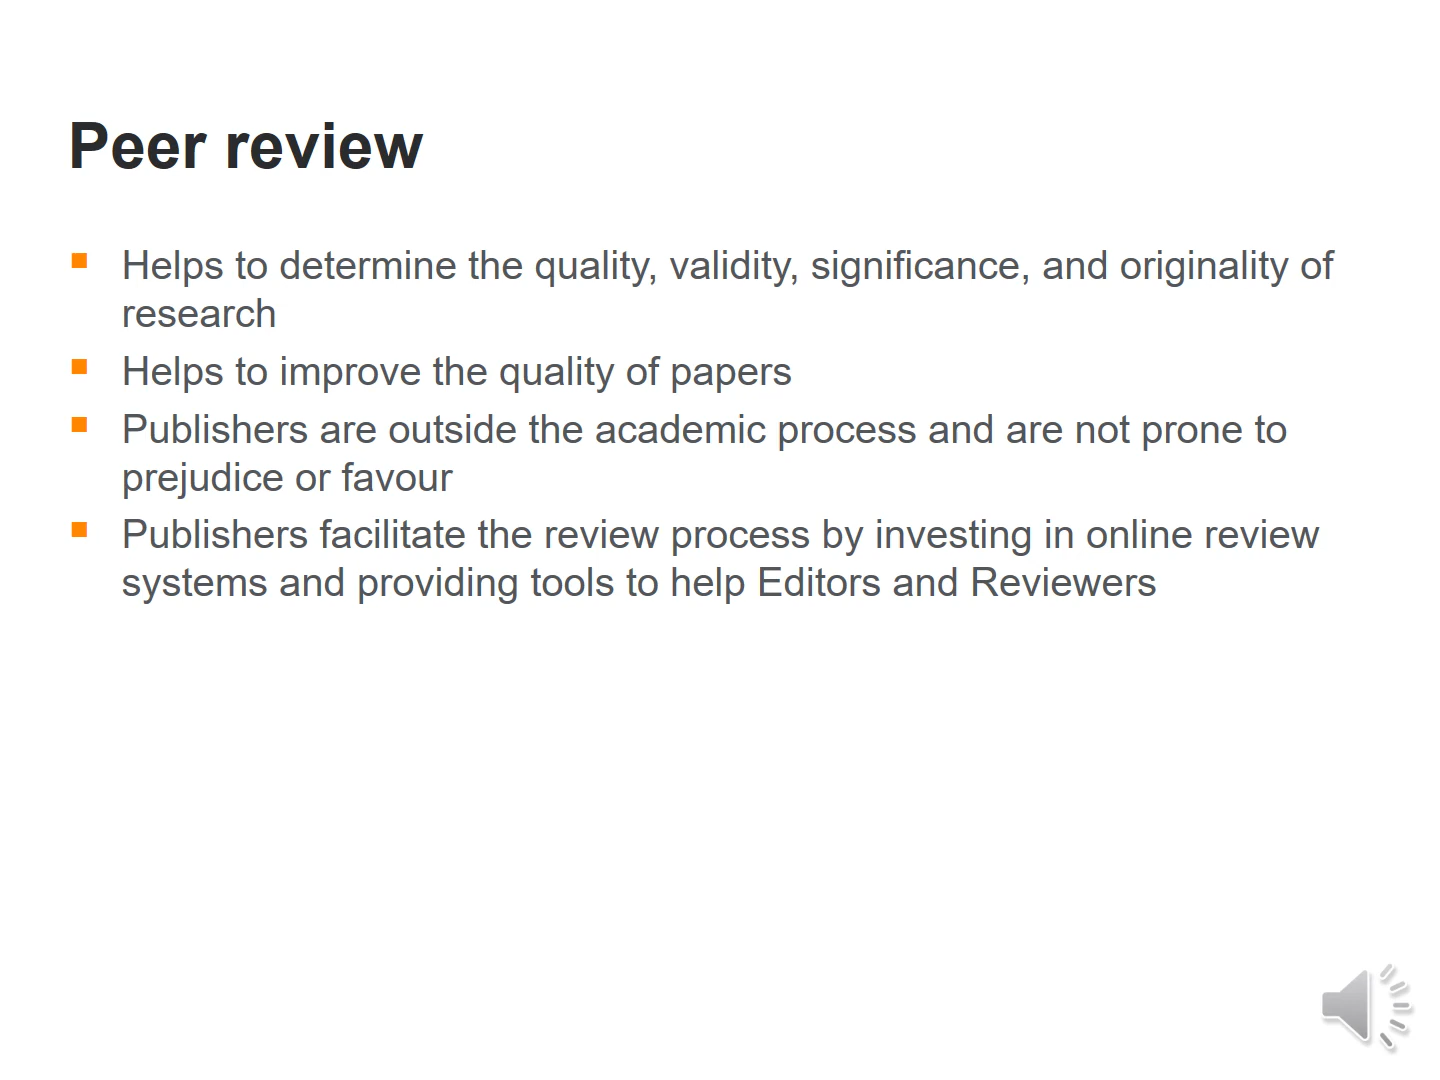 Peer review
Helps to determine the quality, validity, significance, and originality of
research
Helps to improve the quality of papers
Publishers are outside the academic process and are not prone to
prejudice or favour
Publishers facilitate the review process by investing in online review
systems and providing tools to help Editors and Reviewers